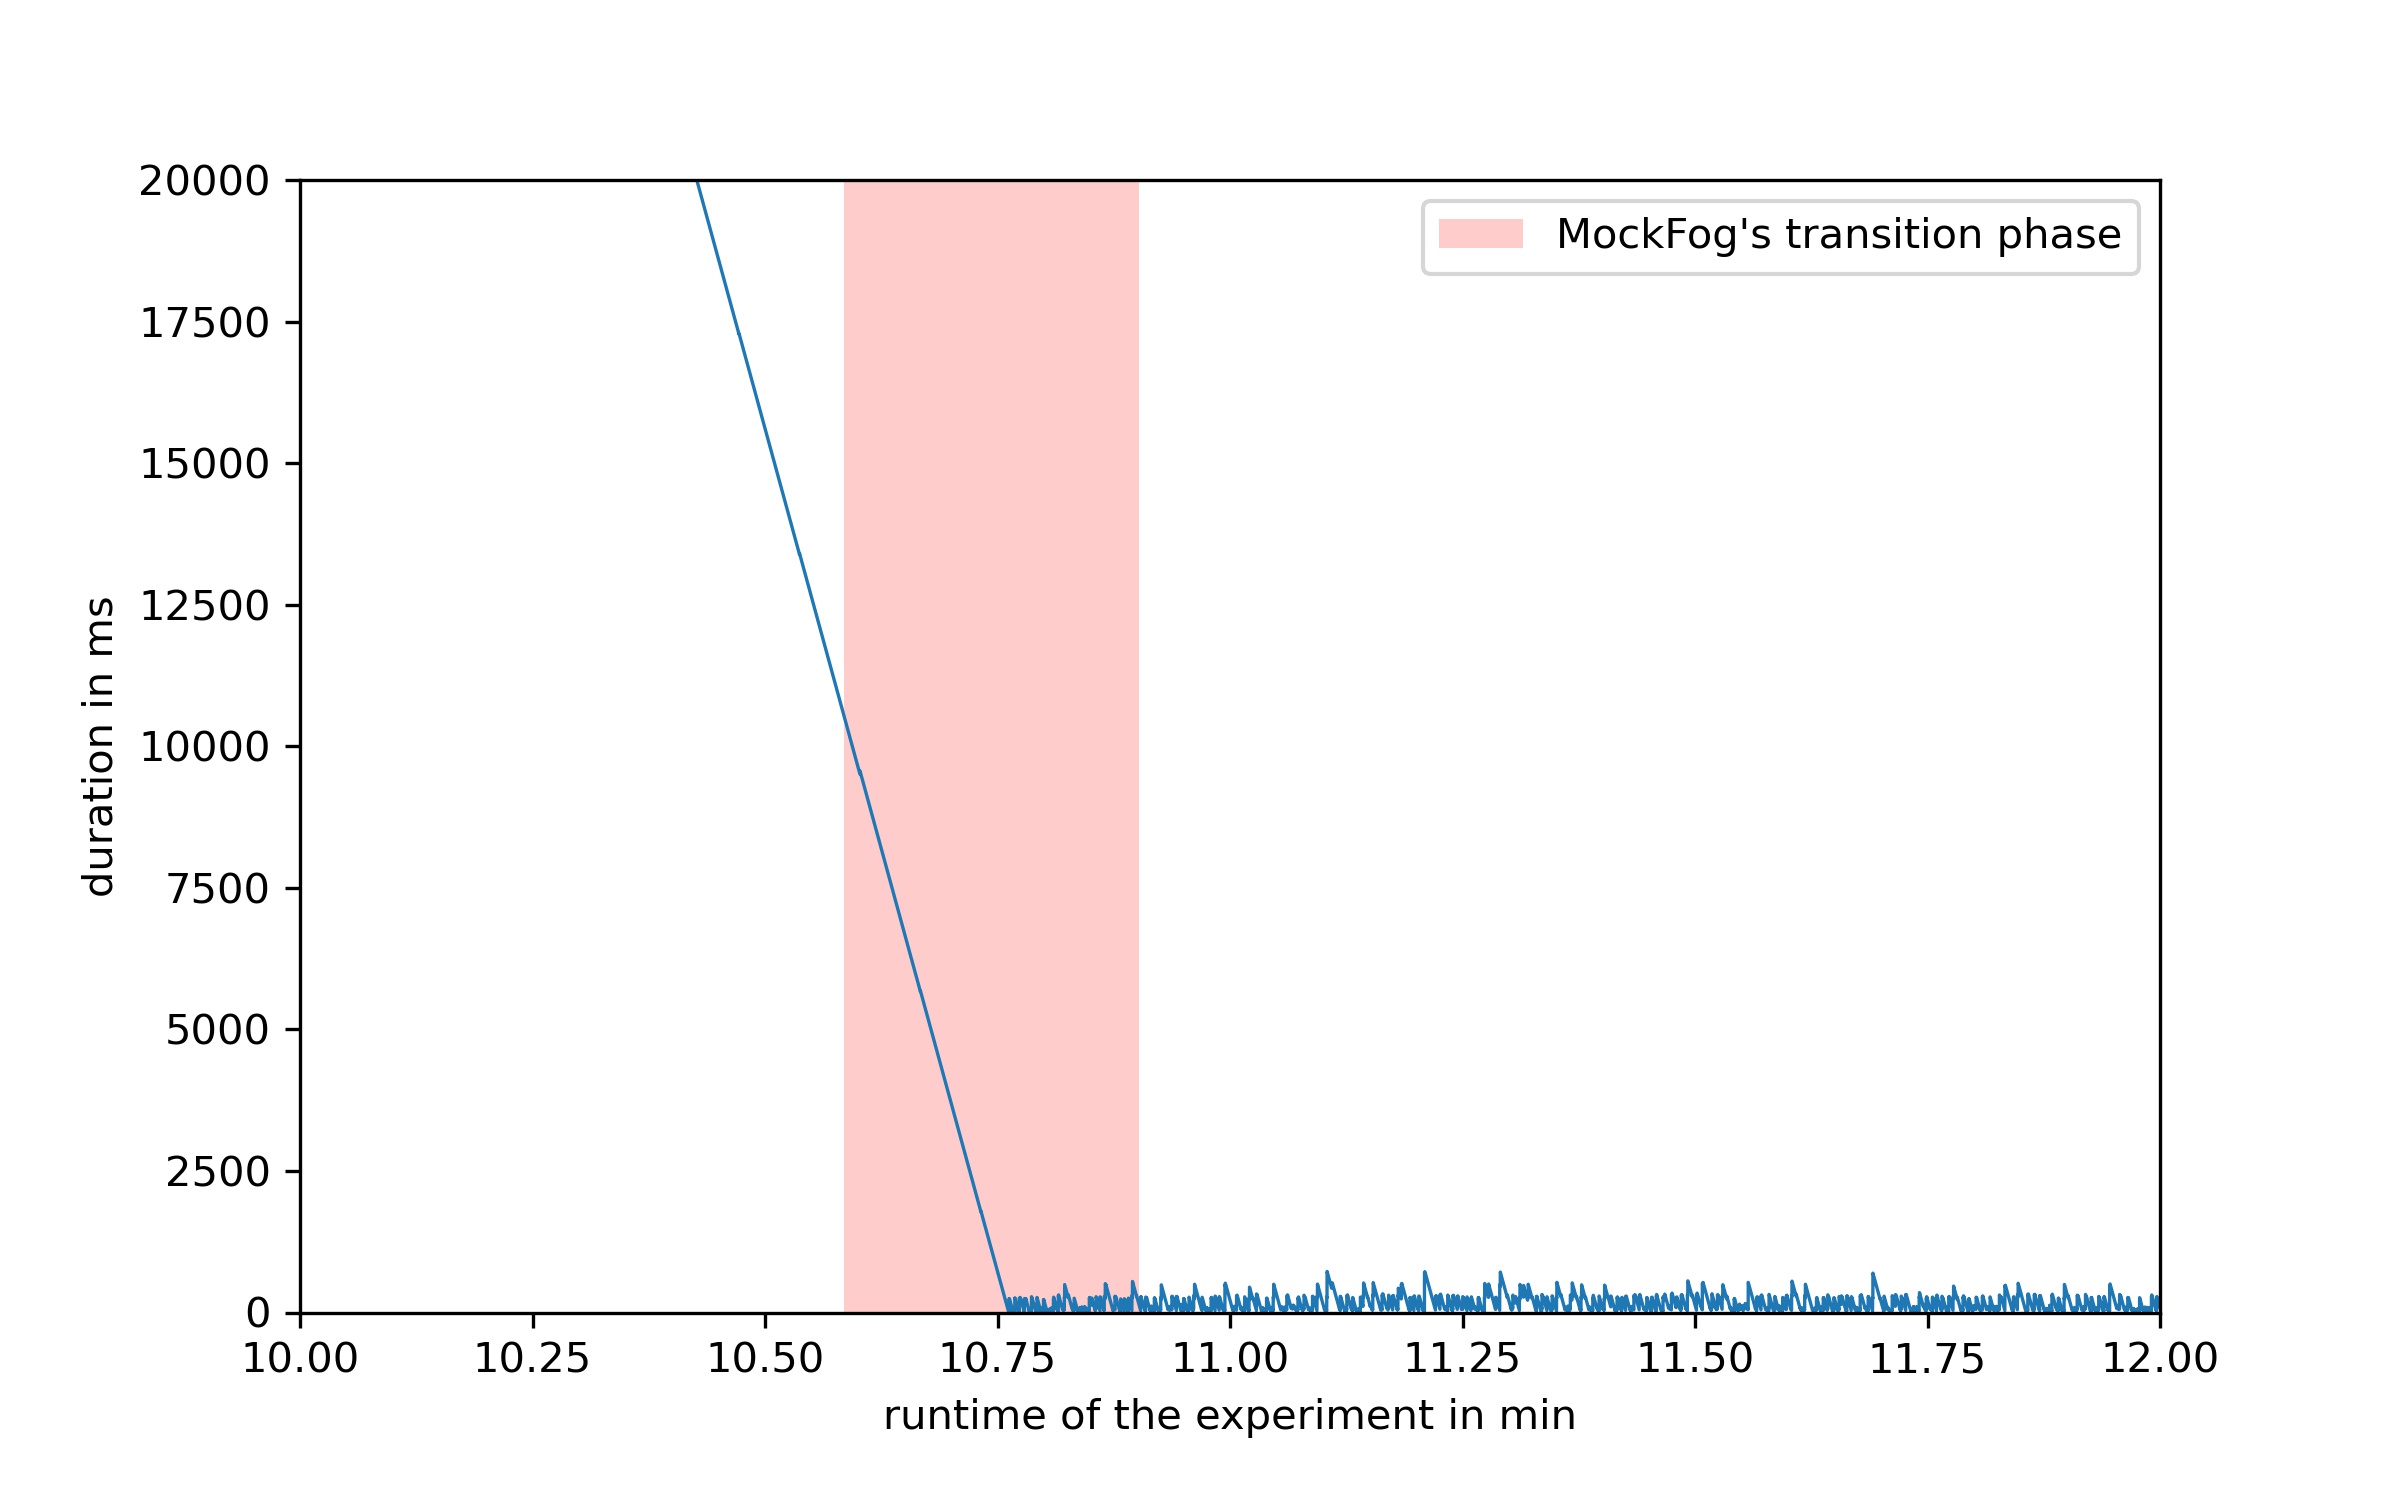 20000
17500
15000
12500
10000
7500
5000
2500
0
duration in ms
MockFog's transition phase
10.00 10.25 10.50 10.75 11.00 11.25 11.50 11.75 12.00
runtime of the experiment in min